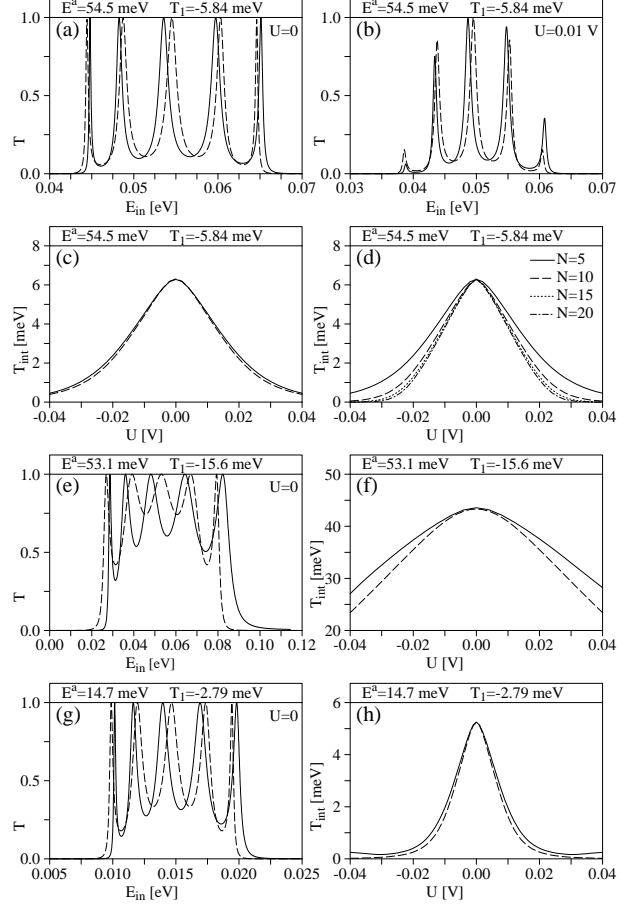 E^a=54.5 meV T_1=-5.84 meV
(a) U=0
1.0
0.5
0.0
T
0.04 0.05 0.06 0.07
E_in [eV]
E^a=54.5 meV T_1=-5.84 meV
(b) U=0.01 V
1.0
0.5
0.0
T
0.03 0.04 0.05 0.06 0.07
E_in [eV]
E^a=54.5 meV T_1=-5.84 meV
(c)
8
6
4
2
0
T_int [meV]
-0.04 -0.02 0.00 0.02 0.04
U [V]
E^a=54.5 meV T_1=-5.84 meV
(d)
N=5
N=10
N=15
N=20
8
6
4
2
0
T_int [meV]
-0.04 -0.02 0.00 0.02 0.04
U [V]
E^a=53.1 meV T_1=-15.6 meV
(e) U=0
1.0
0.5
0.0
T
0.00 0.02 0.04 0.06 0.08 0.10 0.12
E_in [eV]
E^a=53.1 meV T_1=-15.6 meV
(f)
50
40
30
20
T_int [meV]
-0.04 -0.02 0.00 0.02 0.04
U [V]
E^a=14.7 meV T_1=-2.79 meV
(g) U=0
1.0
0.5
0.0
T
0.005 0.010 0.015 0.020 0.025
E_in [eV]
E^a=14.7 meV T_1=-2.79 meV
(h)
6
4
2
0
T_int [meV]
-0.04 -0.02 0.00 0.02 0.04
U [V]